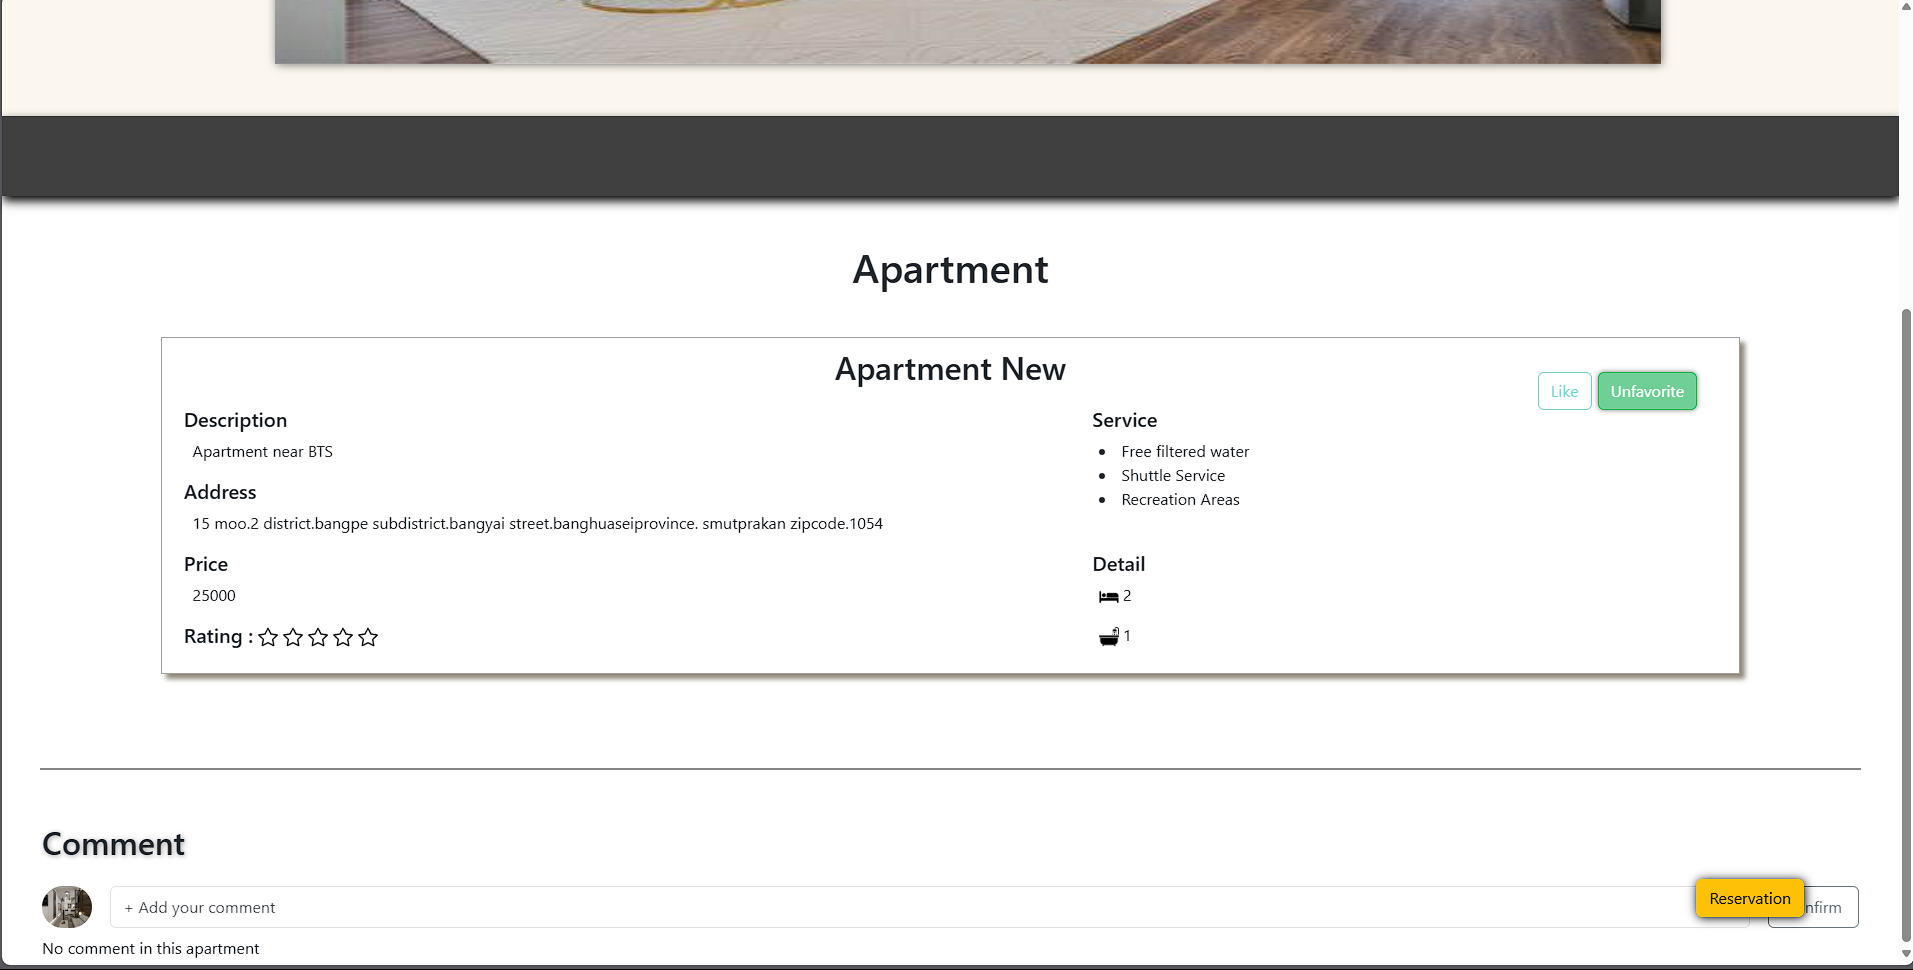 Apartment
Apartment New
Like
Unfavorite
Description
Apartment near BTS
Service
Free filtered water
Shuttle Service
Recreation Areas
Address
15 moo.2 district.bangpe subdistrict.bangyai street.banghuaseiprovince. smutprakan zipcode.1054
Price
25000
Detail
2
Rating :
1
Comment
+ Add your comment
Reservation
nfirm
No comment in this apartment